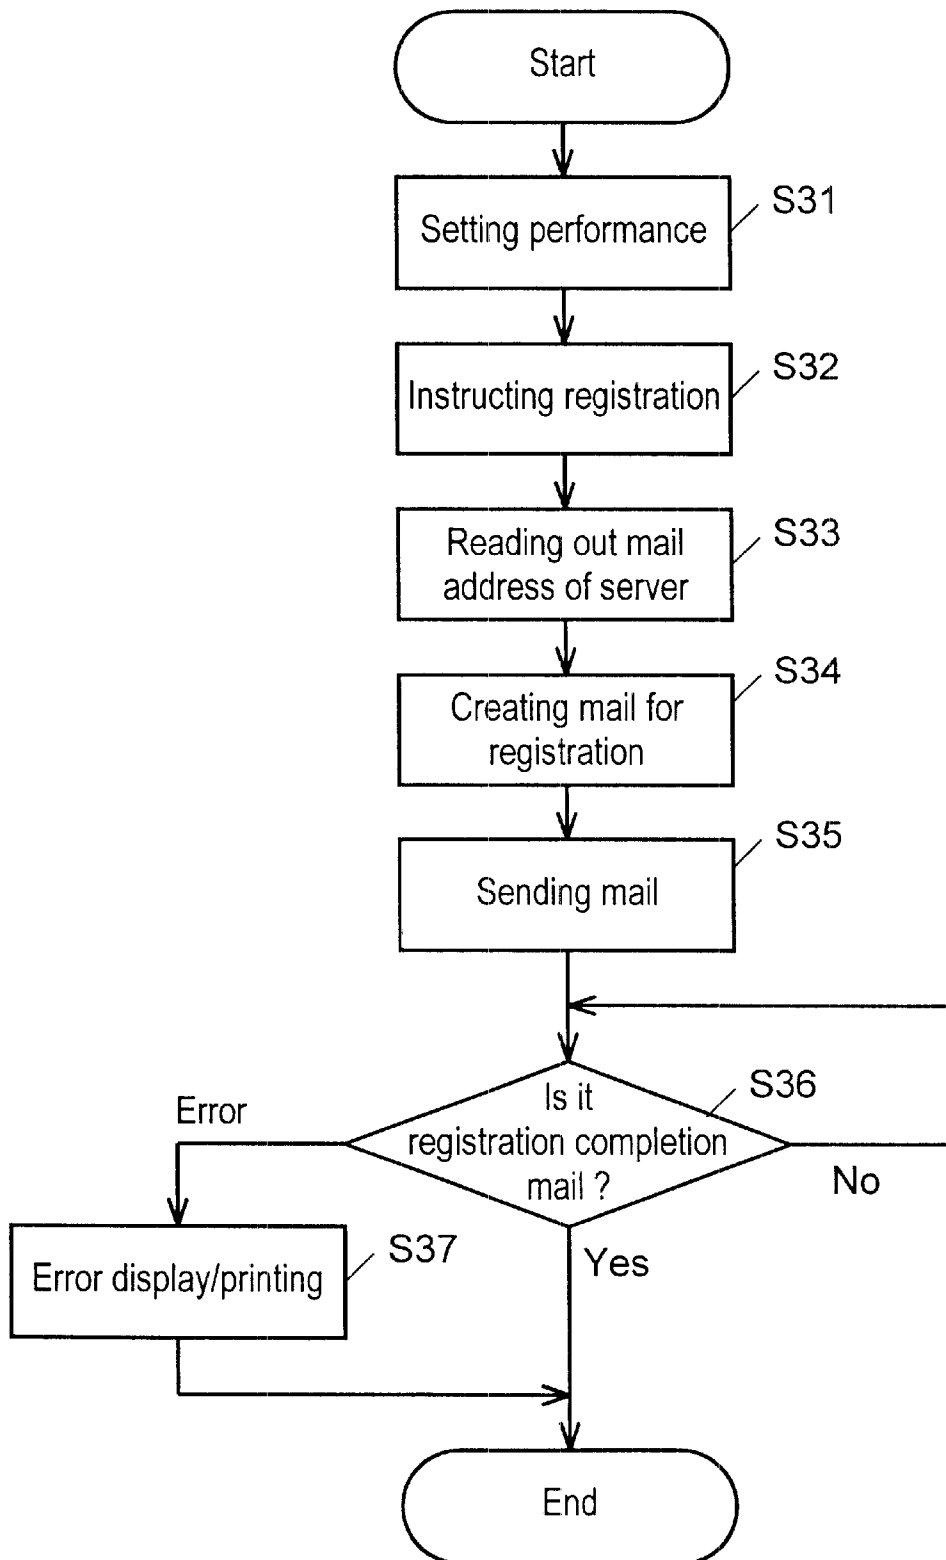 Start
S31
Setting performance
S32
Instructing registration
S33
Reading out mail
address of server
S34
Creating mail for
registration
S35
Sending mail
S36
Is it
registration completion
mail ?
Error
No
Yes
S37
Error display/printing
End